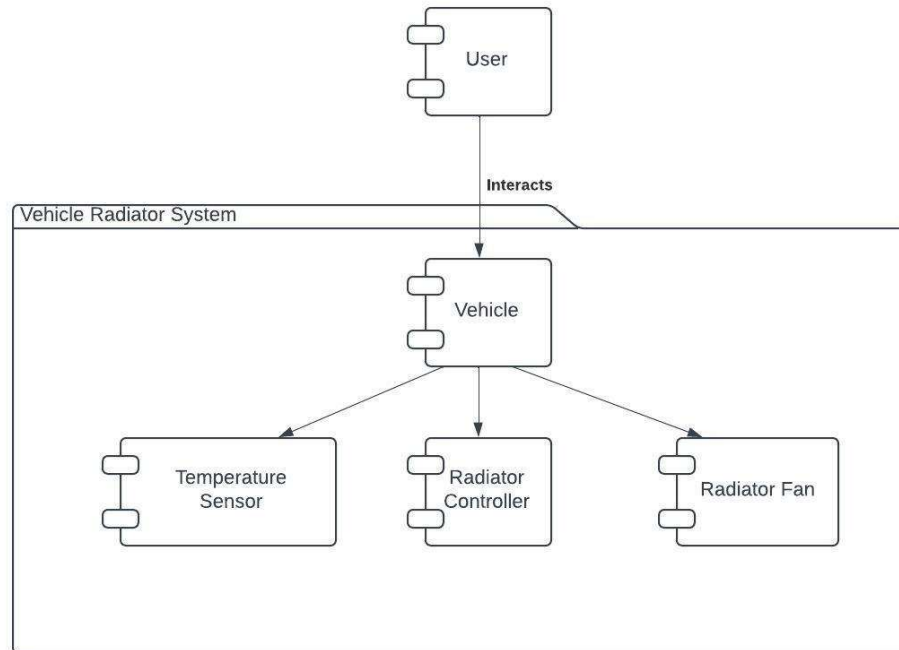 User
Interacts
Vehicle Radiator System
Vehicle
Temperature
Sensor
Radiator
Controller
Radiator Fan